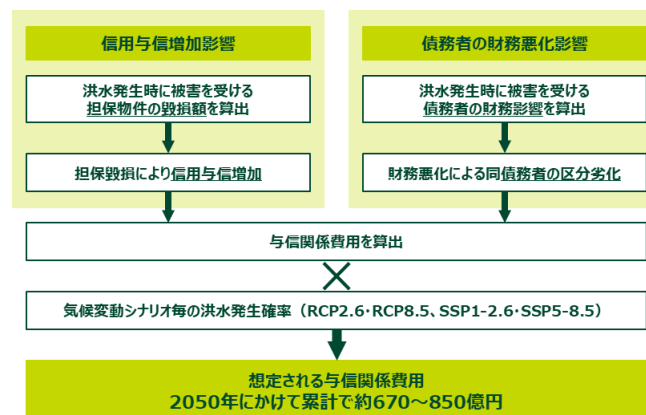 信用与信増加影響
洪水発生時に被害を受ける
担保物件の毀損額を算出
担保毀損により信用与信増加
債務者の財務悪化影響
洪水発生時に被害を受ける
債務者の財務影響を算出
財務悪化による同債務者の区分劣化
与信関係費用を算出
気候変動シナリオ毎の洪水発生確率（RCP2.6・RCP8.5、SSP1-2.6・SSP5-8.5）
想定される与信関係費用
2050年にかけて累計で約670～850億円